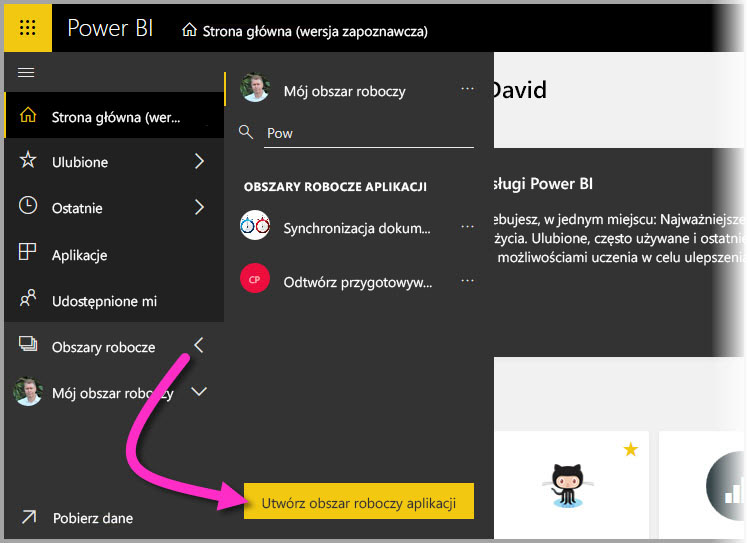 Power BI
Strona główna (wersja zapoznawcza)
Strona główna (wer...
Ulubione
Ostatnie
Aplikacje
Udostępnione mi
Obszary robocze
Mój obszar roboczy
Pobierz dane
Mój obszar roboczy
Pow
OBSZARY ROBOCZE APLIKACJI
Synchronizacja dokum...
CP
Odtwórz przygotowyw...
Utwórz obszar roboczy aplikacji
David
sługi Power BI
ebujesz, w jednym miejscu: Najważniejsze
życia. Ulubione, często używane i ostatni
możliwościami uczenia w celu ulepszenia